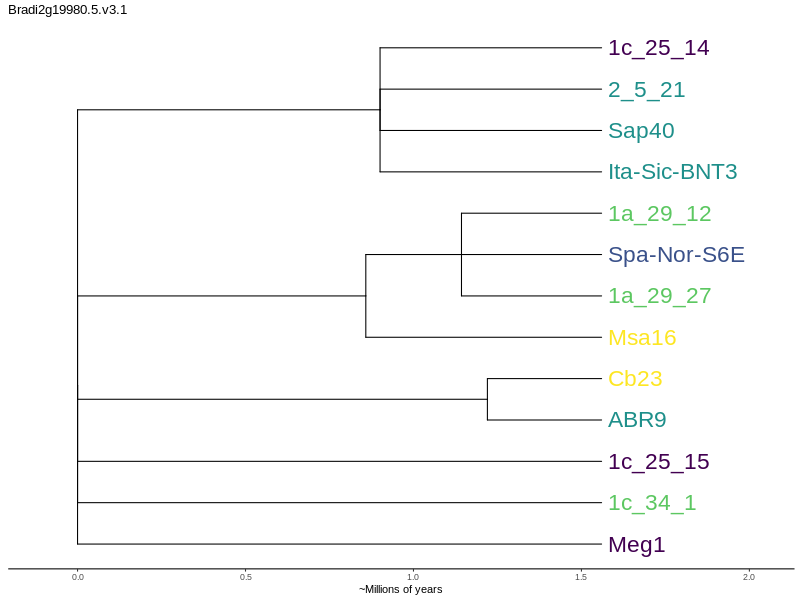 Bradi2g19980.5.v3.1
1c_25_14
2_5_21
Sap40
Ita-Sic-BNT3
1a_29_12
Spa-Nor-S6E
1a_29_27
Msa16
Cb23
ABR9
1c_25_15
1c_34_1
Meg1
0.0 0.5 1.0 1.5 2.0
~Millions of years